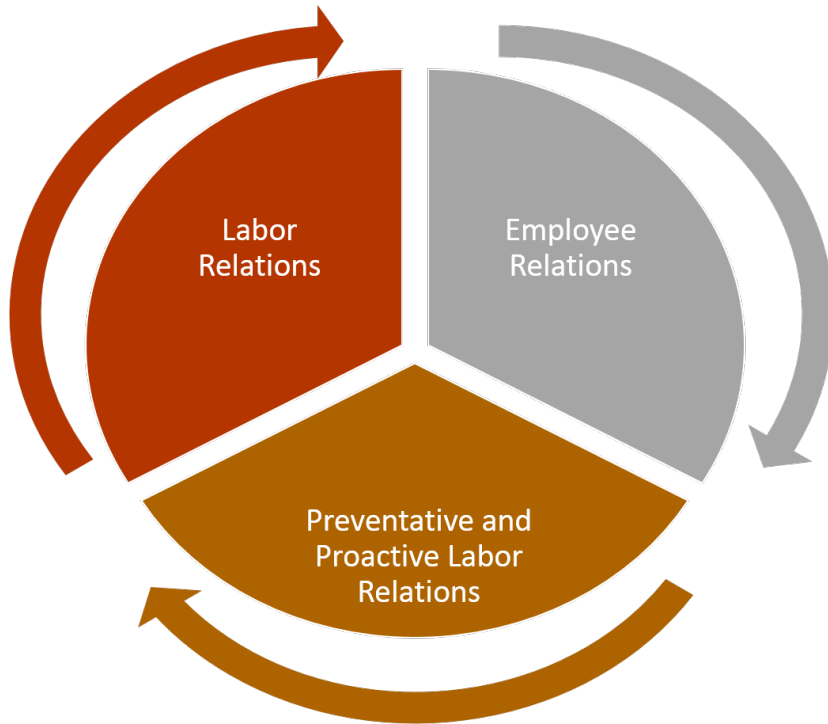 Labor
Relations
Employee
Relations
Preventative and
Proactive Labor
Relations